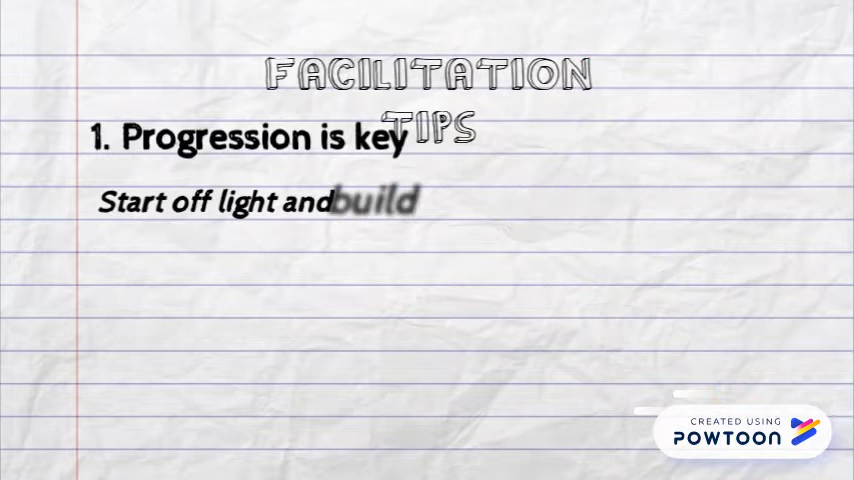 FACILITATION
TIPS
1. Progression is key
Start off light and build
CREATED USING
POWTOON